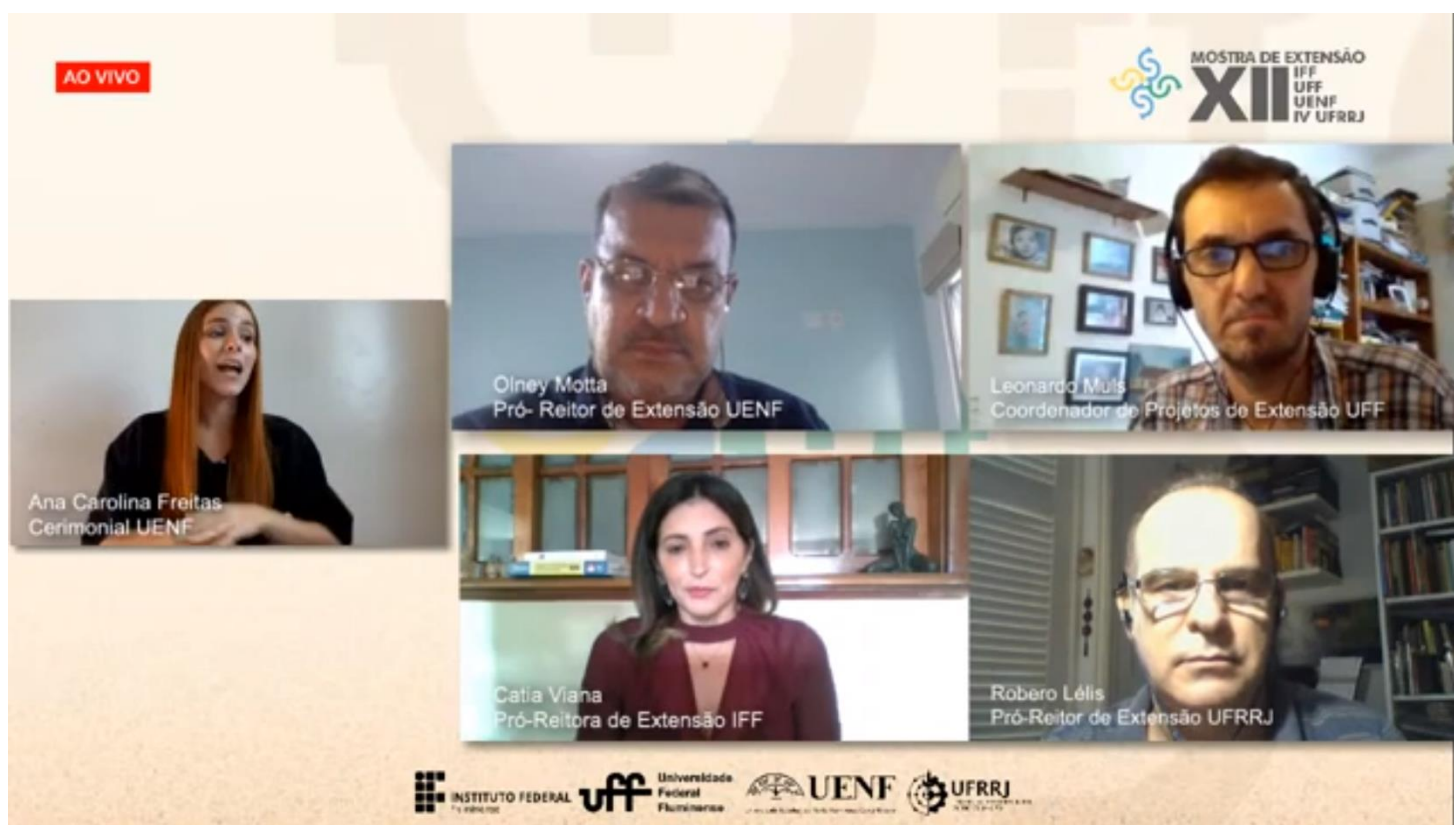 AO VIVO
MOSTRA DE EXTENSÃO
XII
IFF
UFF
UENF
IV UFRRJ
Olney Motta
Pró- Reitor de Extensão UENF
Leonardo Muls
Coordenador de Projetos de Extensão UFF
Ana Carolina Freitas
Cerimonial UENF
Catia Viana
Pró-Reitora de Extensão IFF
Robero Lélis
Pró-Reitor de Extensão UFRRJ
INSTITUTO FEDERAL
Fluminense
uff
Universidade
Federal
Fluminense
UENF
UFRRJ